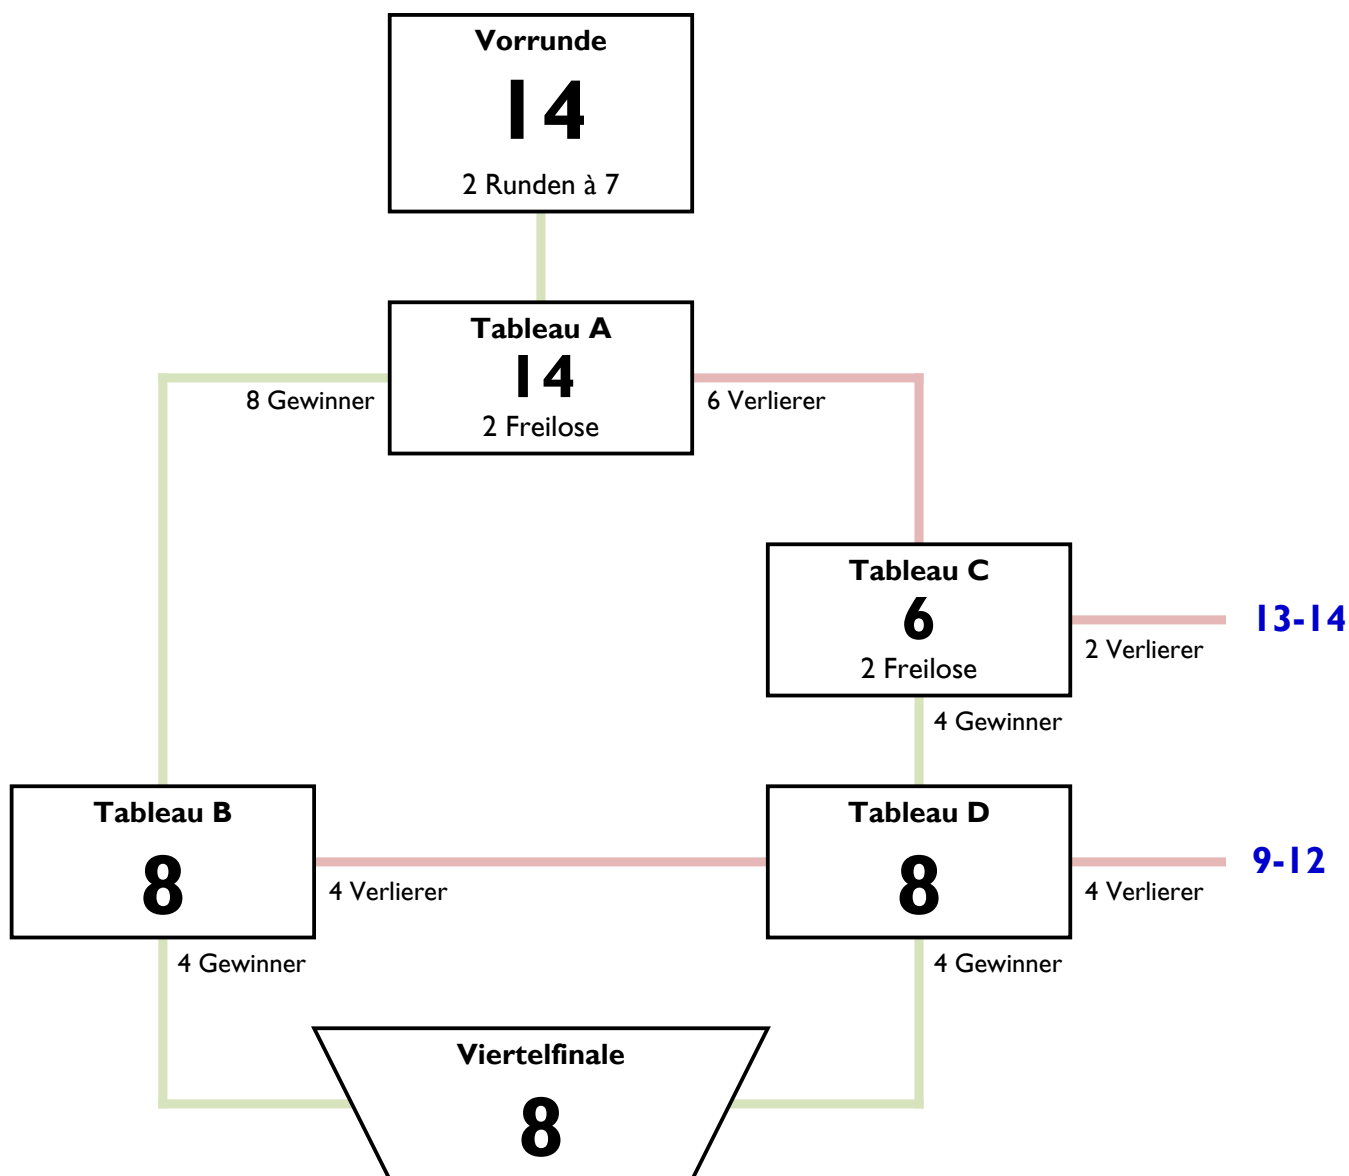 Vorrunde
14
2 Runden à 7
Tableau A
14
2 Freilose
8 Gewinner
6 Verlierer
Tableau C
6
2 Freilose
13-14
2 Verlierer
4 Gewinner
Tableau B
8
4 Verlierer
4 Gewinner
Tableau D
8
9-12
4 Verlierer
4 Gewinner
Viertelfinale
8